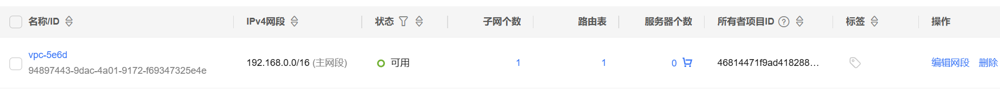 名称/ID IPv4网段 状态 子网个数 路由表 服务器个数 所有者项目ID ? 标签 操作
vpc-5e6d
94897443-9dac-4a01-9172-f69347325e4e
192.168.0.0/16 (主网段) 可用 1 1 0 46814471f9ad418288... 编辑网段 删除